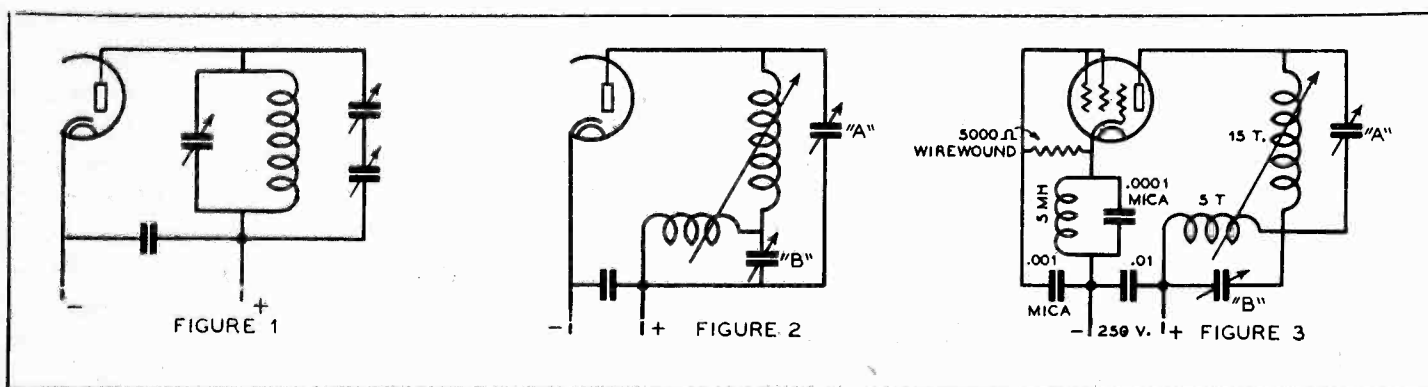 -
+
FIGURE 1
"A"
"B"
-
+
FIGURE 2
5000 Ω
WIREWOUND
5 MH
.0001
MICA
.001
MICA
.01
5 T
15 T.
"A"
"B"
- 250 V. +
FIGURE 3